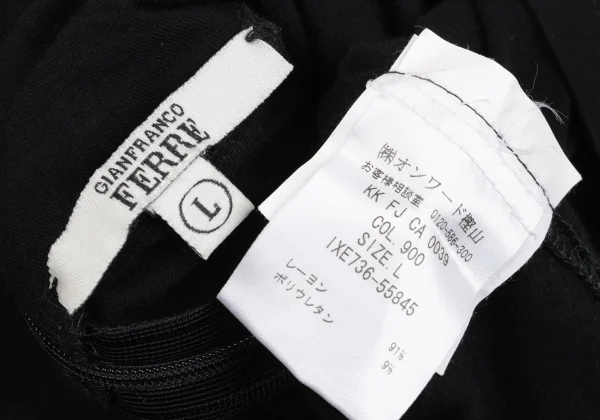 GIANFRANCO
FERRE
L
㈱オンワード樫山
お客様相談室 0120-586-300
KK FJ CA 0039
COL. 900
SIZE. L
IXE736-55845
レーヨン 91%
ポリウレタン 9%